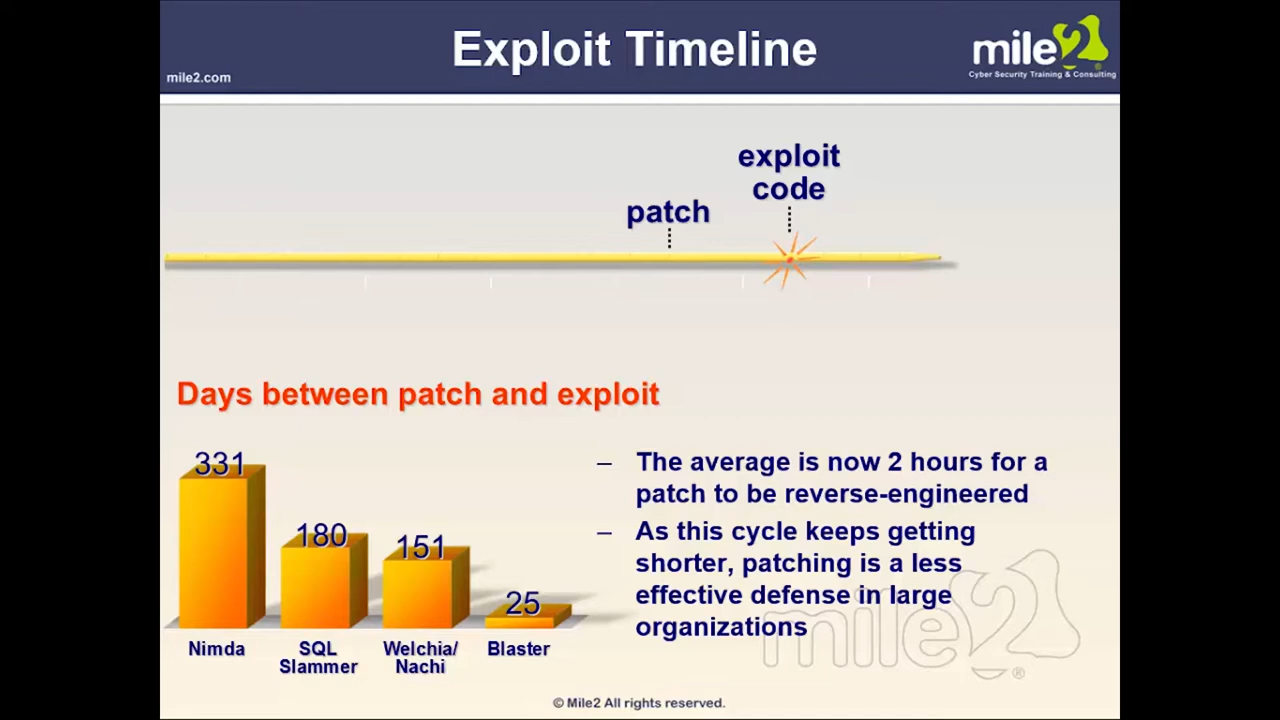 Exploit Timeline
mile2
mile2.com
Cyber Security Training & Consulting
exploit
code
patch
Days between patch and exploit
331
180
151
25
Nimda
SQL
Slammer
Welchia/
Nachi
Blaster
– The average is now 2 hours for a
patch to be reverse-engineered
– As this cycle keeps getting
shorter, patching is a less
effective defense in large
organizations
mile2®
© Mile2 All rights reserved.